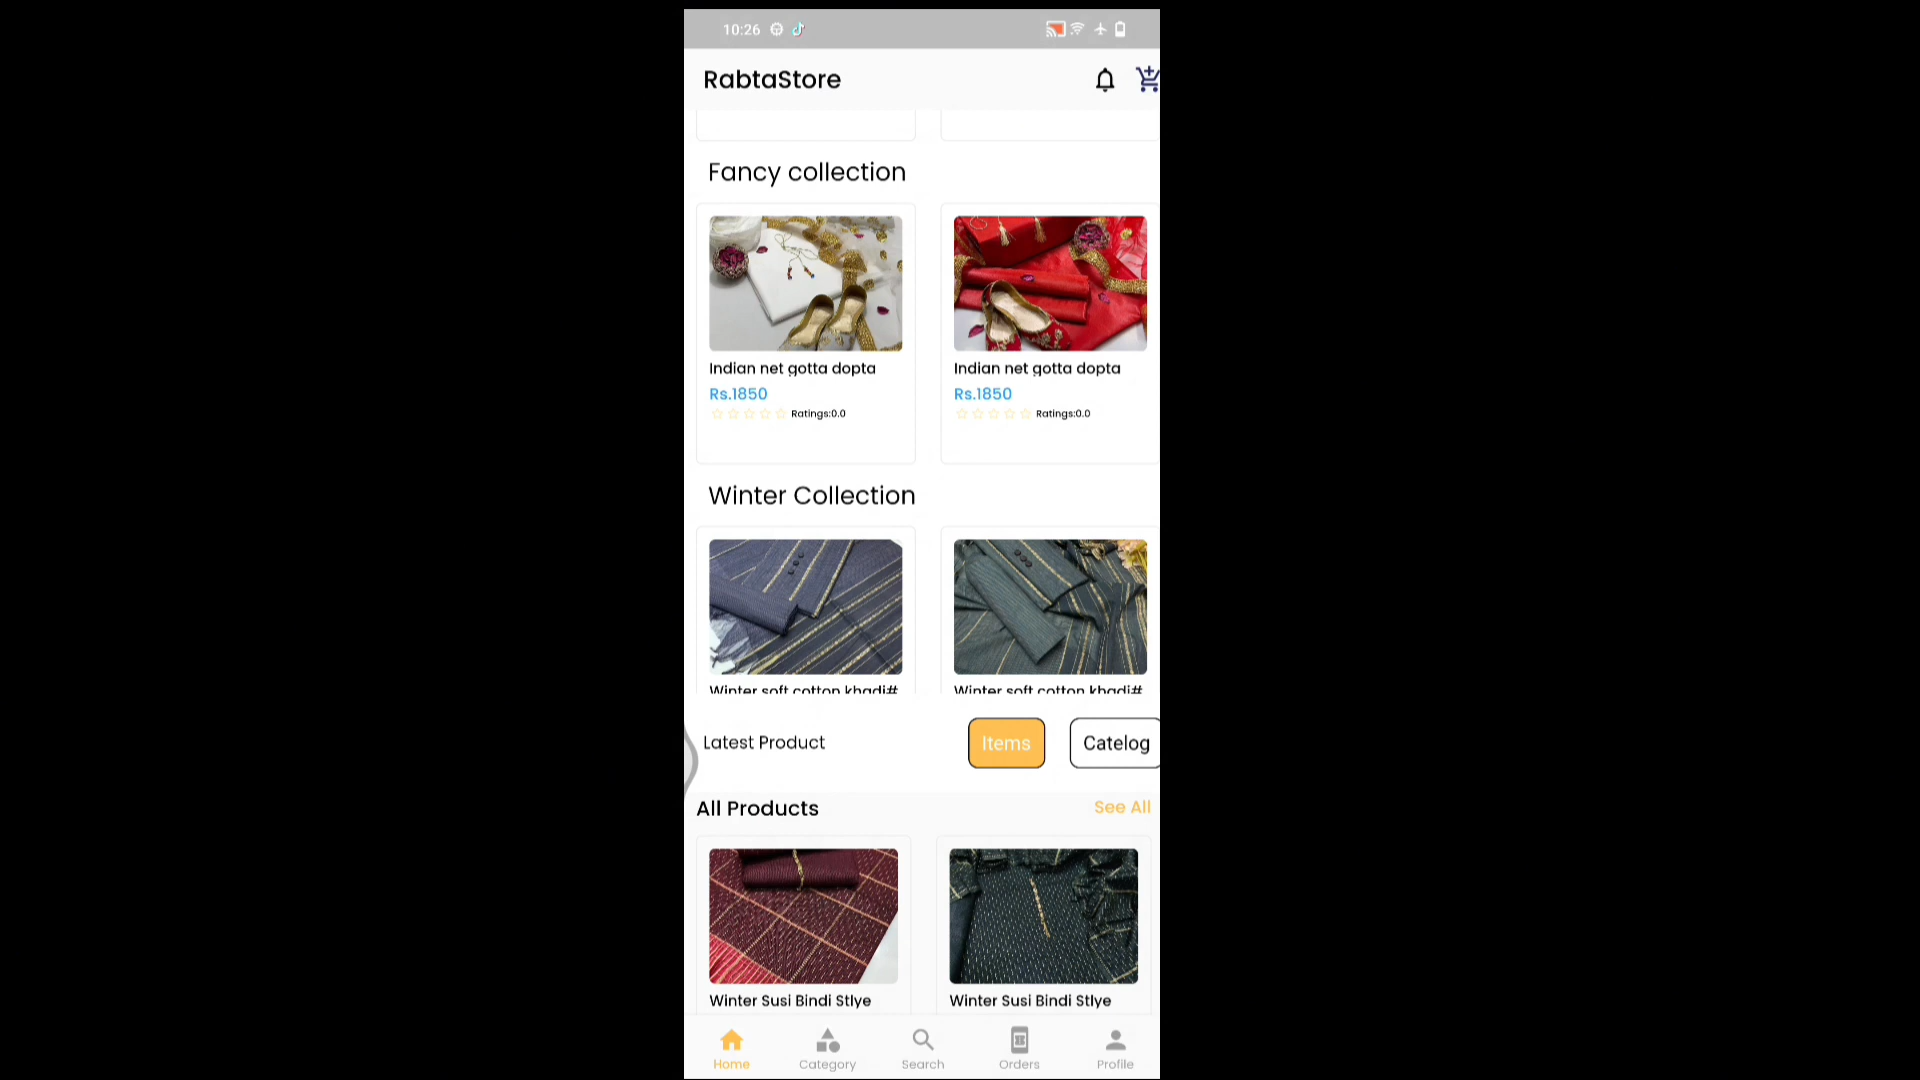 10:26
RabtaStore
Fancy collection
Indian net gotta dopta
Rs.1850
Ratings:0.0
Indian net gotta dopta
Rs.1850
Ratings:0.0
Winter Collection
Winter soft cotton khadi#
Winter soft cotton khadi#
Latest Product
Items
Catelog
All Products
See All
Winter Susi Bindi Stlye
Winter Susi Bindi Stlye
Home
Category
Search
Orders
Profile